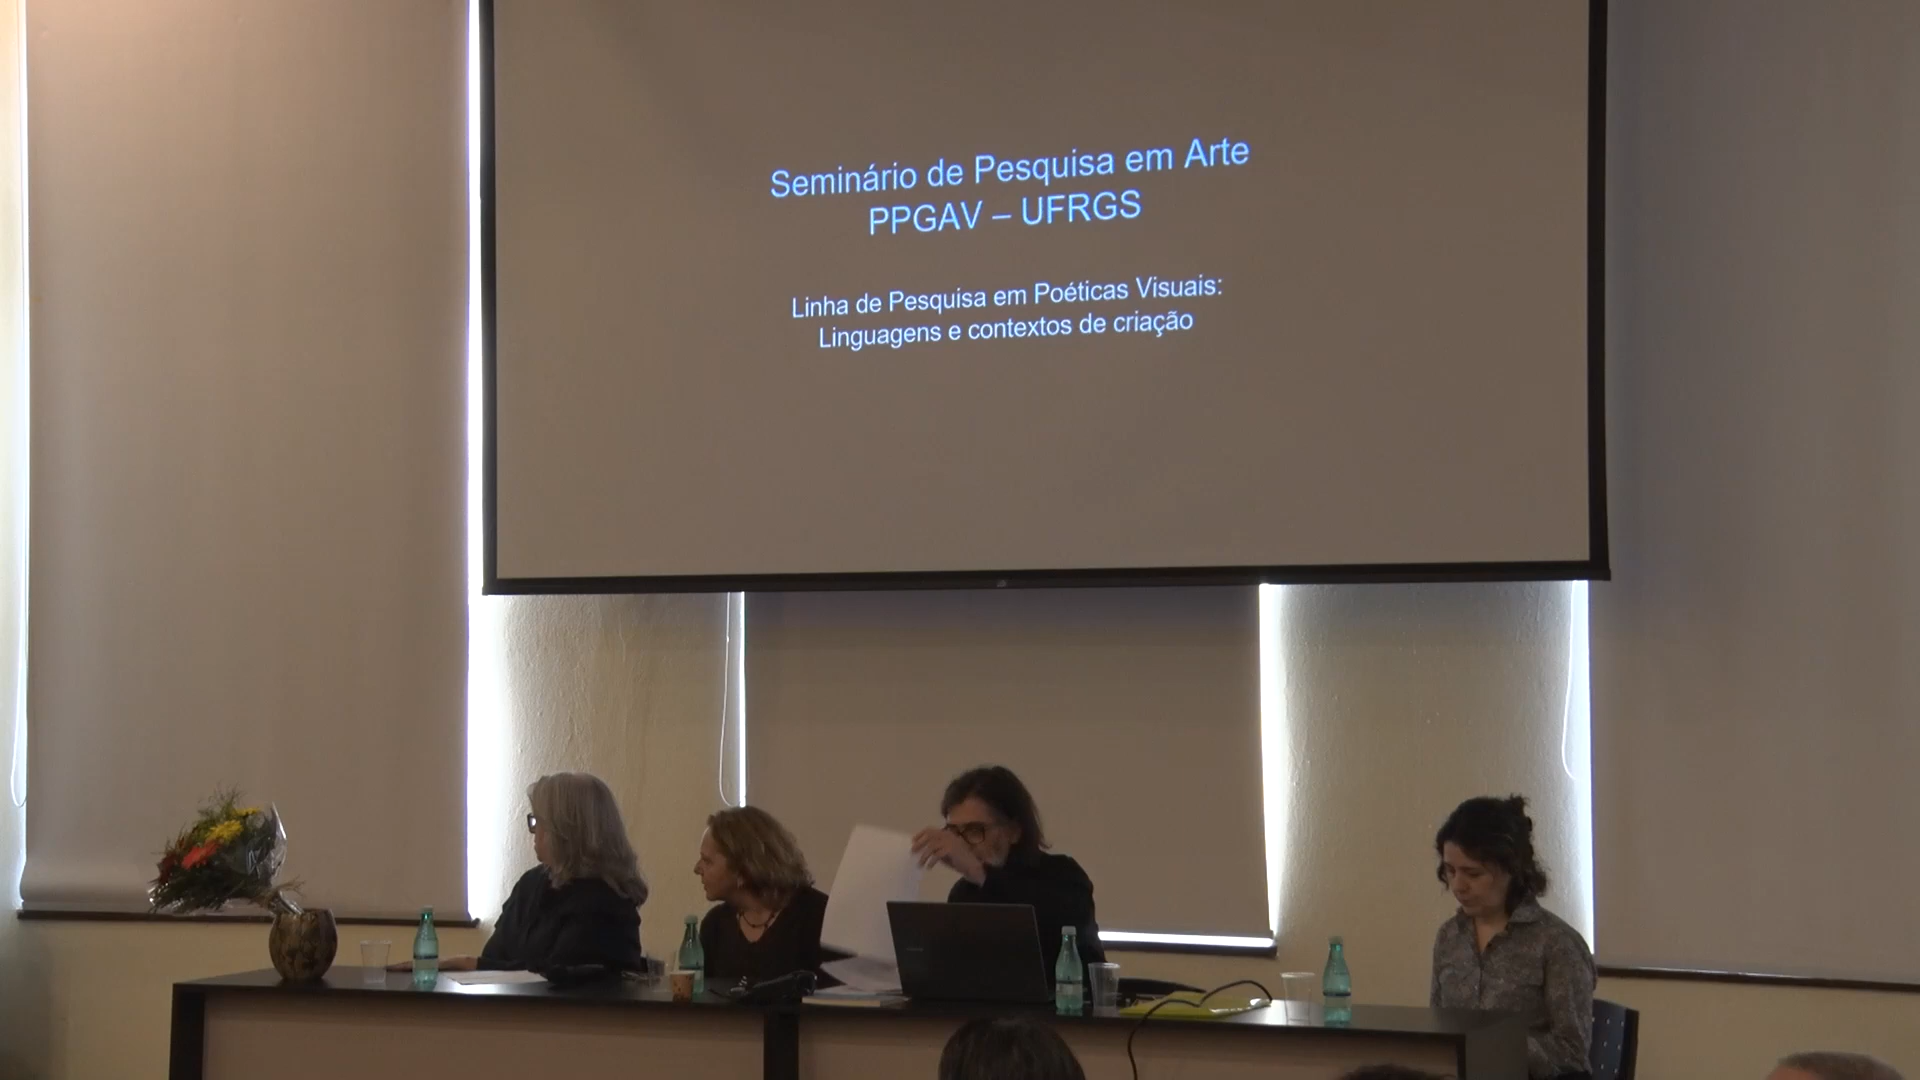 Seminário de Pesquisa em Arte
PPGAV – UFRGS
Linha de Pesquisa em Poéticas Visuais:
Linguagens e contextos de criação